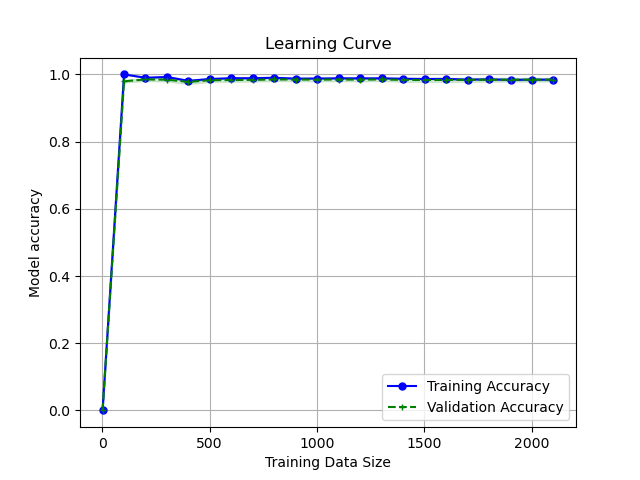 Learning Curve
1.0
0.8
0.6
0.4
0.2
0.0
Model accuracy
0 500 1000 1500 2000
Training Data Size
Training Accuracy
Validation Accuracy